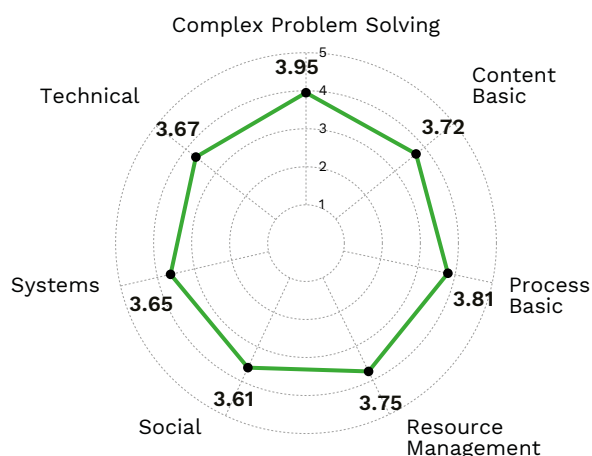 Complex Problem Solving
5
3.95
4
3
2
1
Content
Basic
3.72
Technical
3.67
Systems
3.65
Process
Basic
3.81
Social
3.61
3.75
Resource
Management